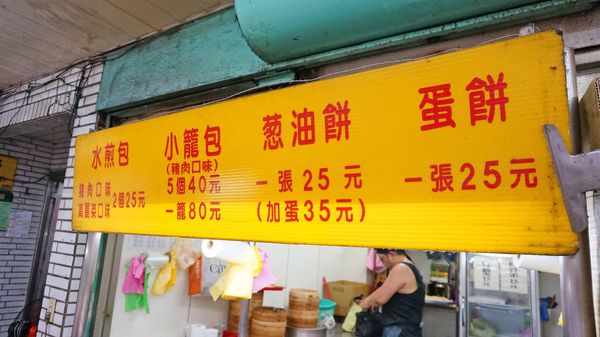 水煎包
豬肉口味
高麗菜口味
2個25元
小籠包
(豬肉口味)
5個40元
一籠80元
葱油餅
一張25元
(加蛋35元)
蛋餅
一張25元